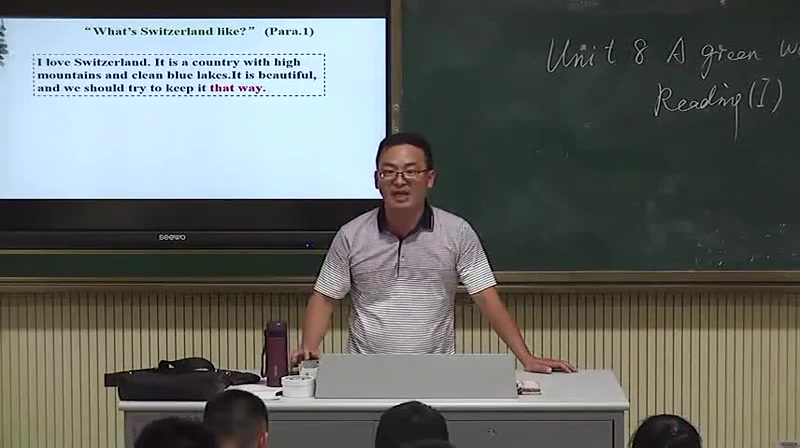 “What’s Switzerland like?” (Para.1)
I love Switzerland. It is a country with high
mountains and clean blue lakes.It is beautiful,
and we should try to keep it that way.
seewo
Unit 8 A green
Reading(I)